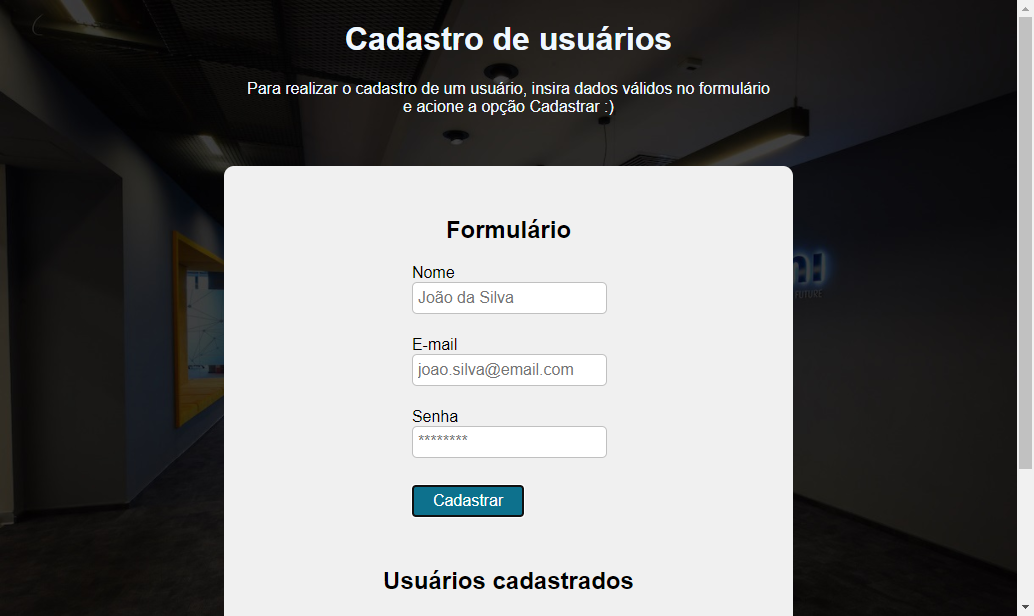 Cadastro de usuários
Para realizar o cadastro de um usuário, insira dados válidos no formulário
e acione a opção Cadastrar :)
Formulário
Nome
João da Silva
E-mail
joao.silva@email.com
Senha
********
Cadastrar
Usuários cadastrados